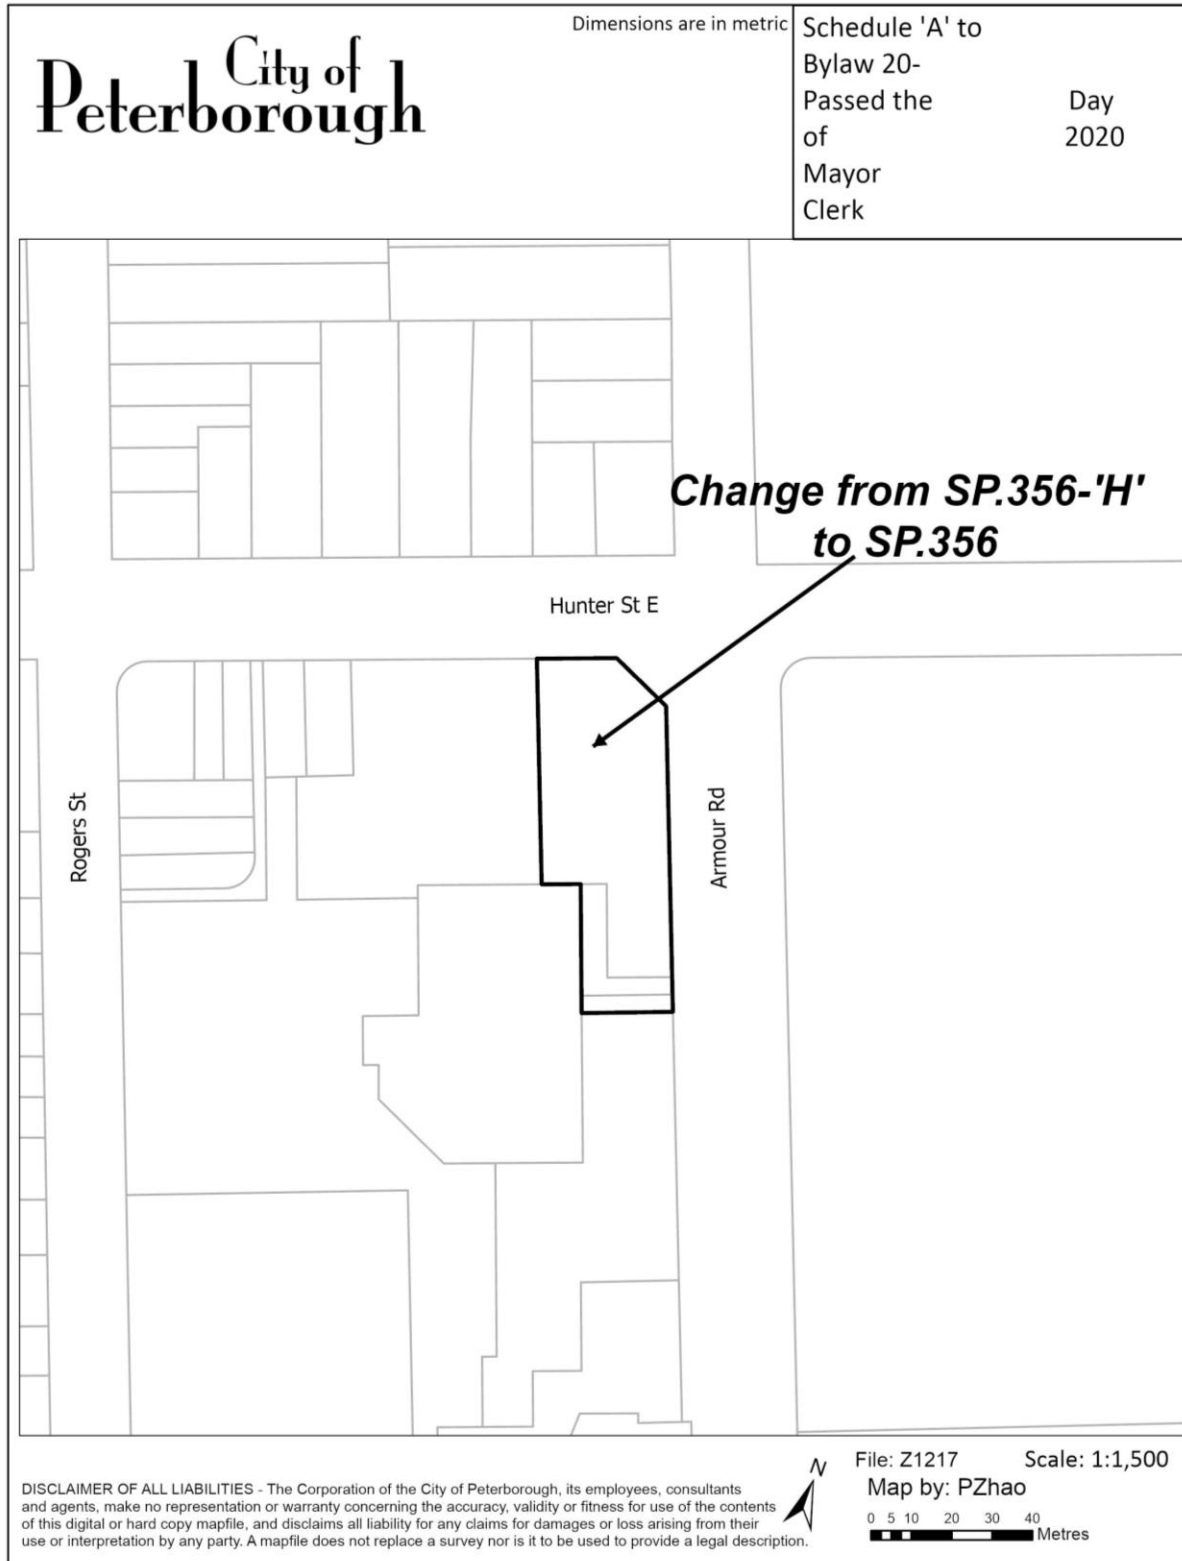 City of
Peterborough
Dimensions are in metric
Schedule 'A' to
Bylaw 20-
Passed the Day
of 2020
Mayor
Clerk
Change from SP.356-'H'
to SP.356
Hunter St E
Rogers St
Armour Rd
DISCLAIMER OF ALL LIABILITIES - The Corporation of the City of Peterborough, its employees, consultants
and agents, make no representation or warranty concerning the accuracy, validity or fitness for use of the contents
of this digital or hard copy mapfile, and disclaims all liability for any claims for damages or loss arising from their
use or interpretation by any party. A mapfile does not replace a survey nor is it to be used to provide a legal description.
N
File: Z1217 Scale: 1:1,500
Map by: PZhao
0 5 10 20 30 40
Metres